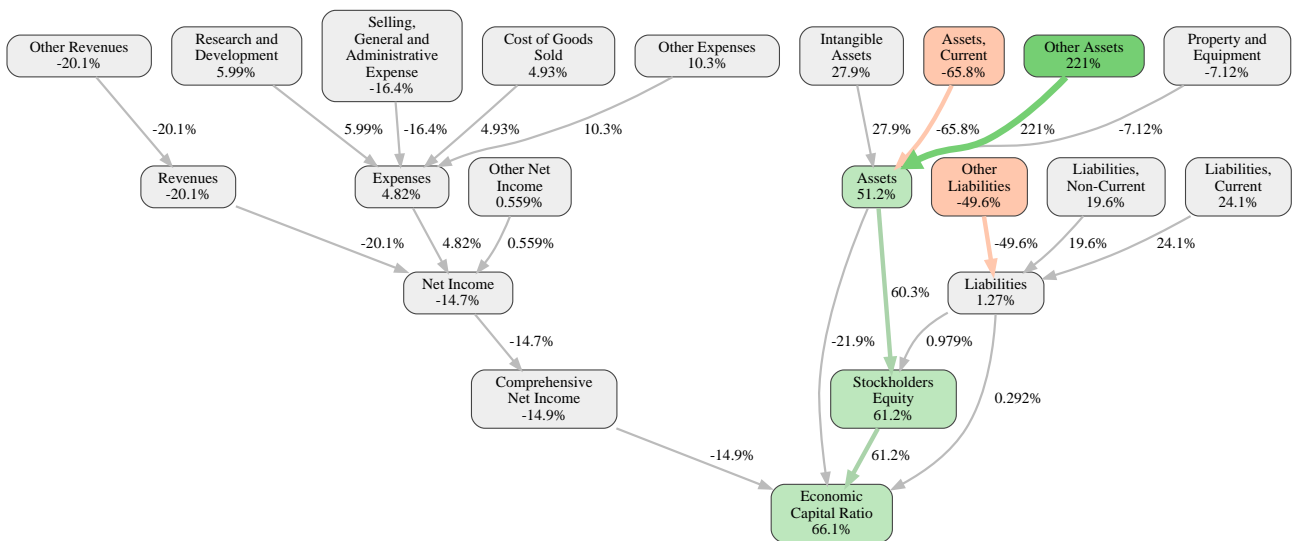 Other Revenues
-20.1%
Research and
Development
5.99%
Selling,
General and
Administrative
Expense
-16.4%
Cost of Goods
Sold
4.93%
Other Expenses
10.3%
Intangible
Assets
27.9%
Assets,
Current
-65.8%
Other Assets
221%
Property and
Equipment
-7.12%
-20.1%
5.99%
-16.4%
4.93%
10.3%
27.9%
-65.8%
221%
-7.12%
Revenues
-20.1%
Expenses
4.82%
Other Net
Income
0.559%
Assets
51.2%
Other
Liabilities
-49.6%
Liabilities,
Non-Current
19.6%
Liabilities,
Current
24.1%
-20.1%
4.82%
0.559%
-49.6%
19.6%
24.1%
Net Income
-14.7%
60.3%
Liabilities
1.27%
-14.7%
-21.9%
0.979%
Comprehensive
Net Income
-14.9%
Stockholders
Equity
61.2%
0.292%
-14.9%
61.2%
Economic
Capital Ratio
66.1%